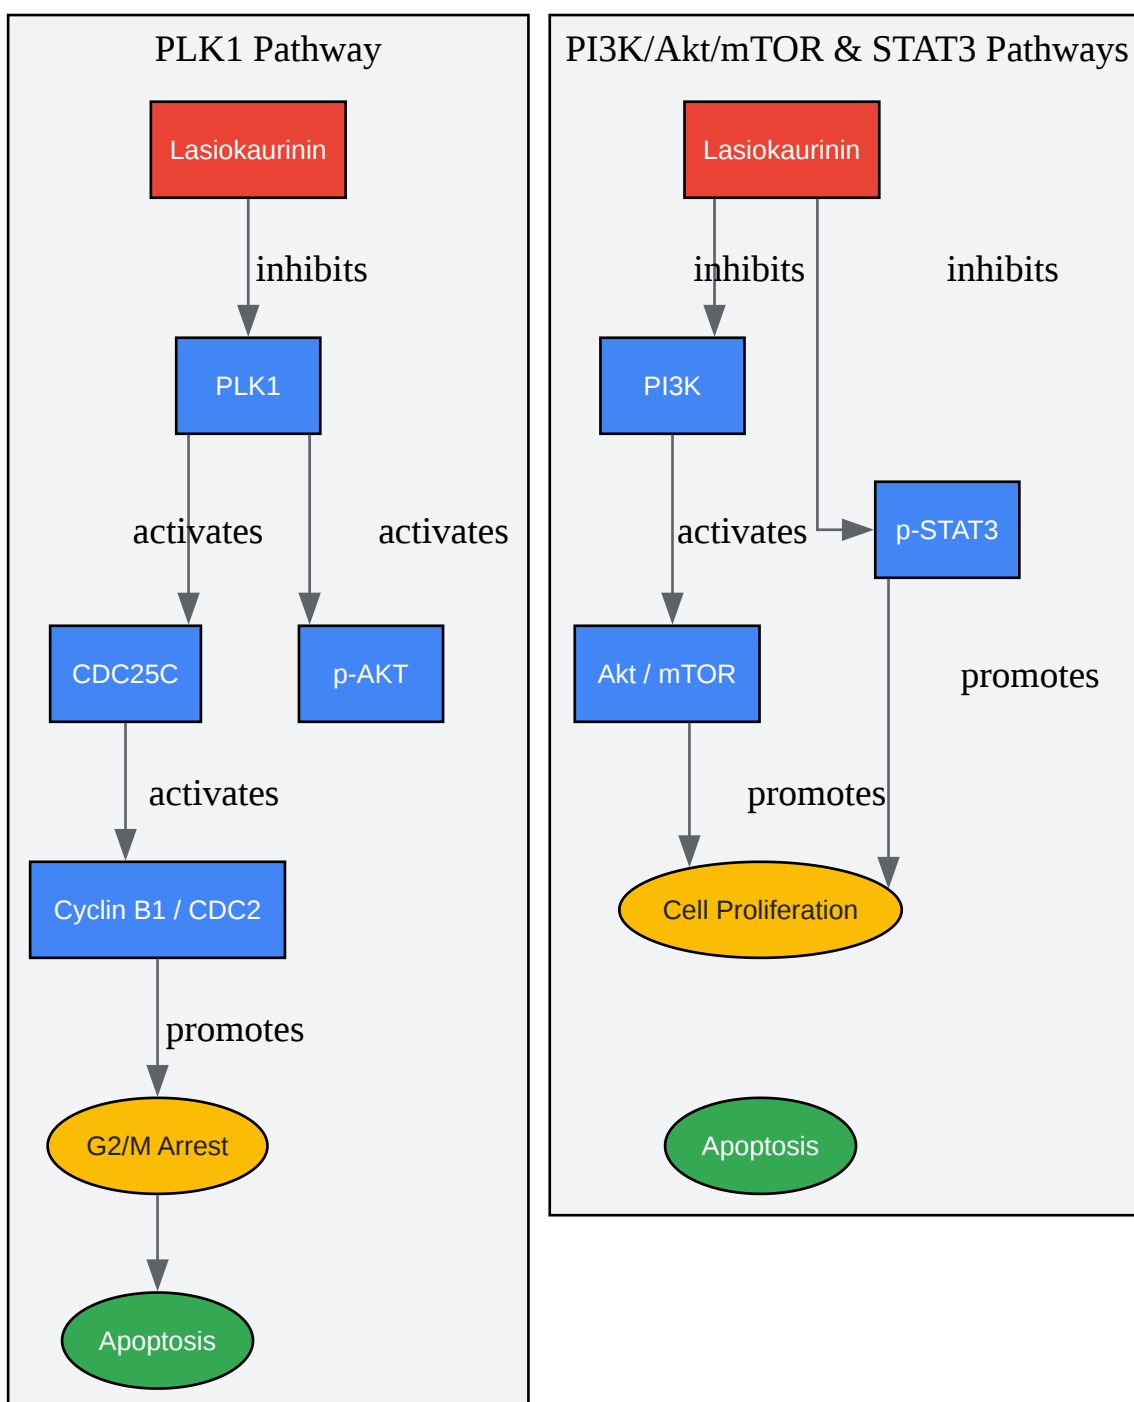 PLK1 Pathway
Lasiokaurinin
inhibits
PLK1
activates
activates
CDC25C
p-AKT
activates
Cyclin B1 / CDC2
promotes
G2/M Arrest
Apoptosis
PI3K/Akt/mTOR & STAT3 Pathways
Lasiokaurinin
inhibits
inhibits
PI3K
activates
p-STAT3
Akt / mTOR
promotes
promotes
Cell Proliferation
Apoptosis